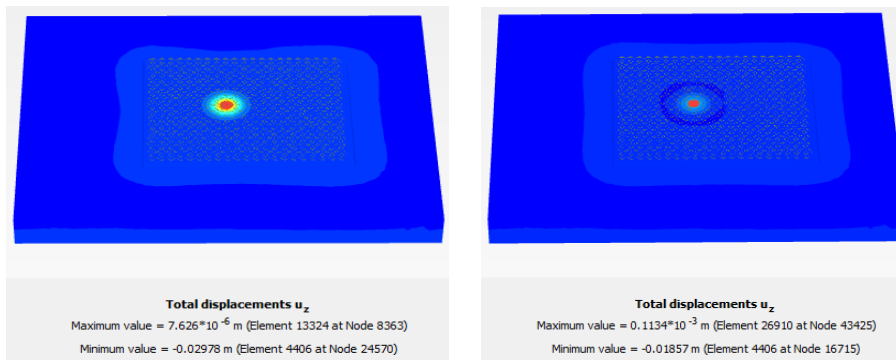 Total displacements uz
Maximum value = 7.626*10 -6 m (Element 13324 at Node 8363)
Minimum value = -0.02978 m (Element 4406 at Node 24570)
Total displacements uz
Maximum value = 0.1134*10 -3 m (Element 26910 at Node 43425)
Minimum value = -0.01857 m (Element 4406 at Node 16715)